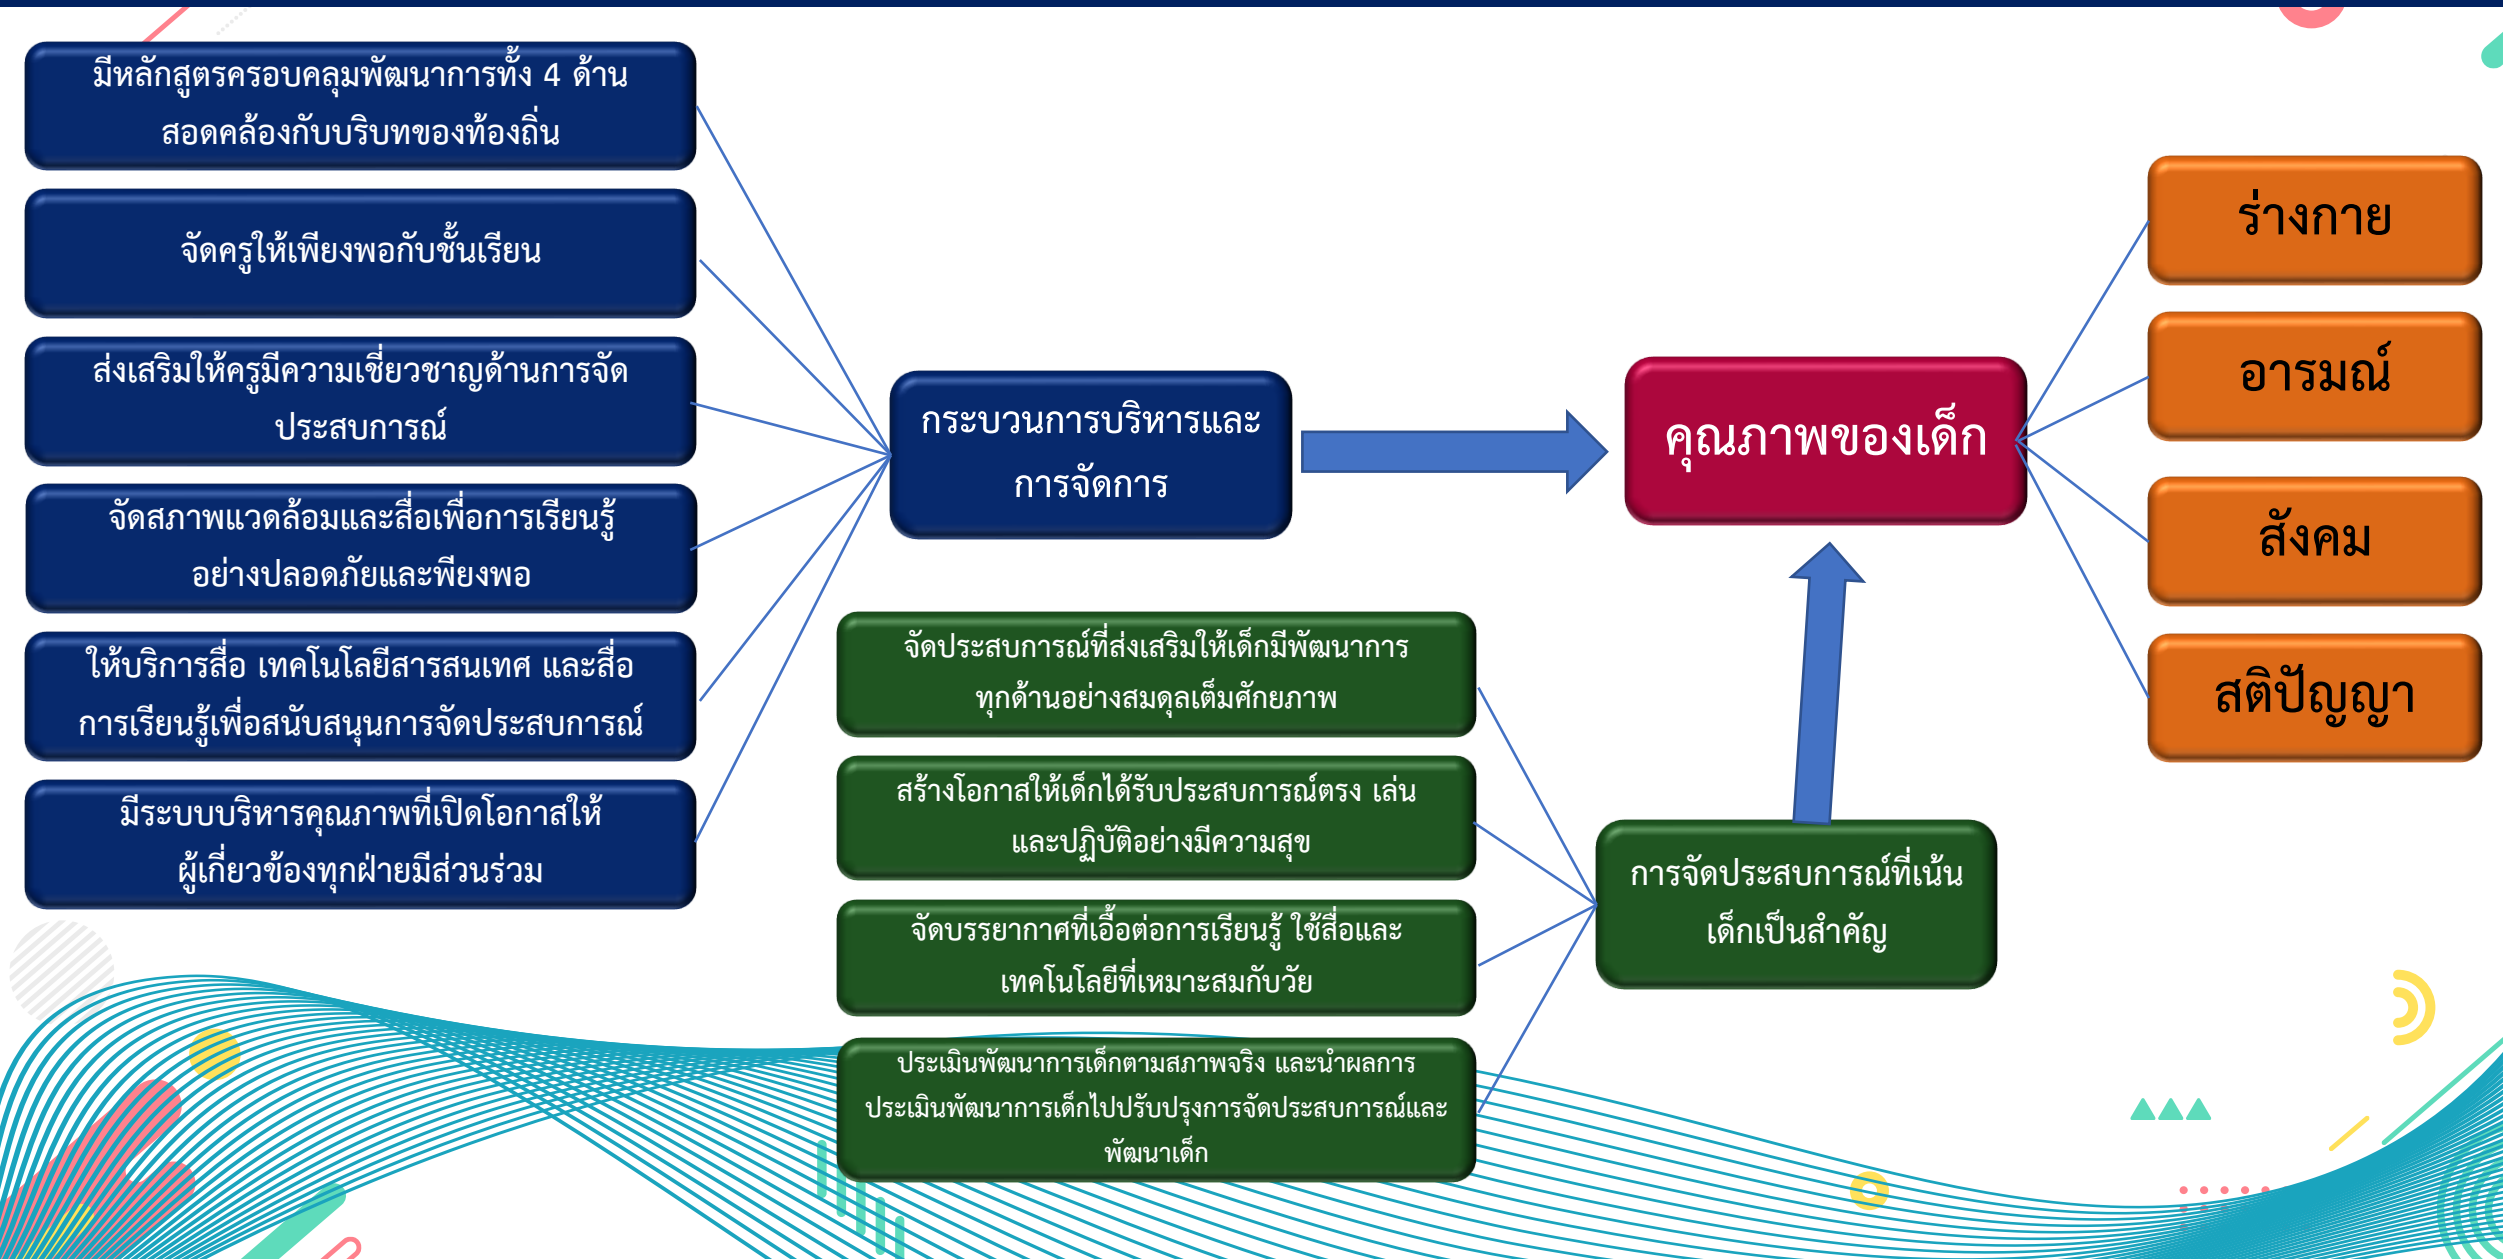 มีหลักสูตรครอบคลุมพัฒนาการทั้ง 4 ด้าน
สอดคล้องกับบริบทของท้องถิ่น
จัดครูให้เพียงพอกับชั้นเรียน
ส่งเสริมให้ครูมีความเชี่ยวชาญด้านการจัด
ประสบการณ์
จัดสภาพแวดล้อมและสื่อเพื่อการเรียนรู้
อย่างปลอดภัยและพียงพอ
ให้บริการสื่อ เทคโนโลยีสารสนเทศ และสื่อ
การเรียนรู้เพื่อสนับสนุนการจัดประสบการณ์
มีระบบบริหารคุณภาพที่เปิดโอกาสให้
ผู้เกี่ยวข้องทุกฝ่ายมีส่วนร่วม
กระบวนการบริหารและ
การจัดการ
คุณภาพของเด็ก
ร่างกาย
อารมณ์
สังคม
สติปัญญา
จัดประสบการณ์ที่ส่งเสริมให้เด็กมีพัฒนาการ
ทุกด้านอย่างสมดุลเต็มศักยภาพ
สร้างโอกาสให้เด็กได้รับประสบการณ์ตรง เล่น
และปฏิบัติอย่างมีความสุข
จัดบรรยากาศที่เอื้อต่อการเรียนรู้ ใช้สื่อและ
เทคโนโลยีที่เหมาะสมกับวัย
ประเมินพัฒนาการเด็กตามสภาพจริง และนำผลการ
ประเมินพัฒนาการเด็กไปปรับปรุงการจัดประสบการณ์และ
พัฒนาเด็ก
การจัดประสบการณ์ที่เน้น
เด็กเป็นสำคัญ